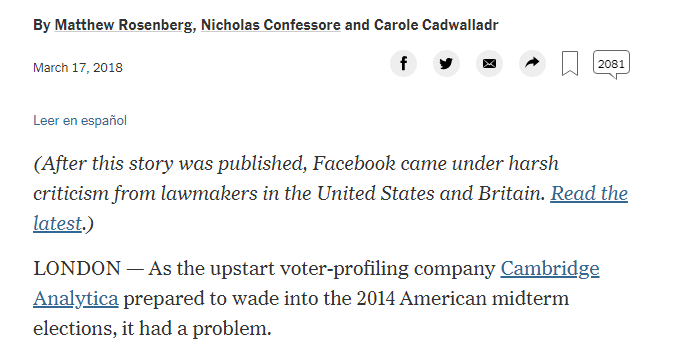 By Matthew Rosenberg, Nicholas Confessore and Carole Cadwalladr
March 17, 2018
2081
Leer en español
(After this story was published, Facebook came under harsh
criticism from lawmakers in the United States and Britain. Read the
latest.)
LONDON — As the upstart voter-profiling company Cambridge
Analytica prepared to wade into the 2014 American midterm
elections, it had a problem.